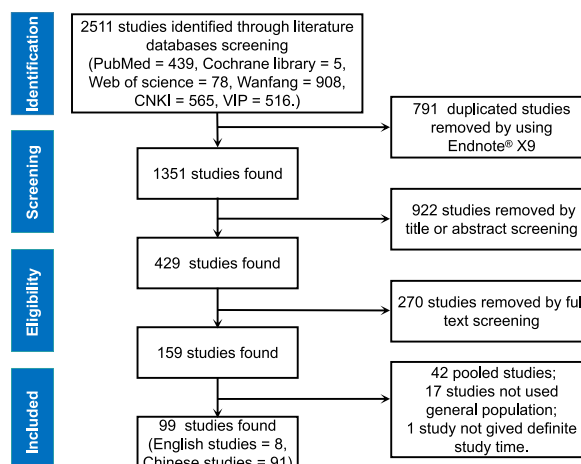 2511 studies identified through literature
databases screening
(PubMed = 439, Cochrane library = 5,
Web of science = 78, Wanfang = 908,
CNKI = 565, VIP = 516.)
Identification
791 duplicated studies
removed by using
Endnote® X9
Screening
1351 studies found
922 studies removed by
title or abstract screening
429 studies found
Eligibility
270 studies removed by full
text screening
159 studies found
42 pooled studies;
17 studies not used
general population;
1 study not gived definite
study time.
Included
99 studies found
(English studies = 8,
Chinese studies = 91)